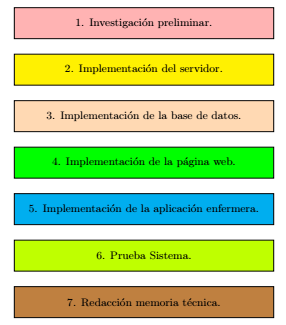 1. Investigación preliminar.
2. Implementación del servidor.
3. Implementación de la base de datos.
4. Implementación de la página web.
5. Implementación de la aplicación enfermera.
6. Prueba Sistema.
7. Redacción memoria técnica.